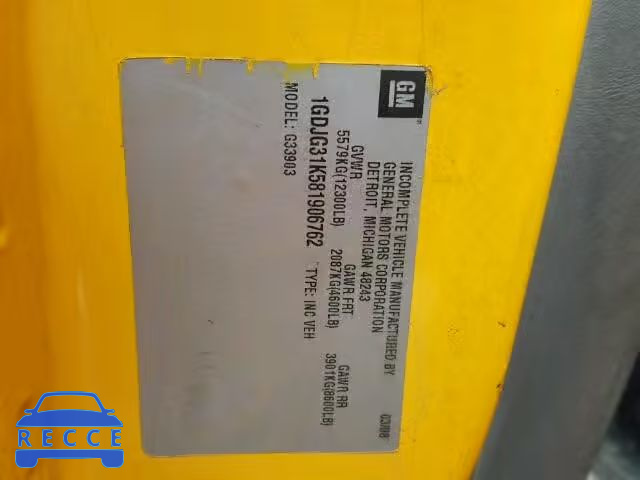 GM
INCOMPLETE VEHICLE MANUFACTURED BY
GENERAL MOTORS CORPORATION
DETROIT, MICHIGAN 48243
03/08
GVWR GAWR FRT GAWR RR
5579KG(12300LB) 2087KG(4600LB) 3901KG(8600LB)
1GDJG31K581906762 TYPE: INC VEH
MODEL: G33903
RECCE